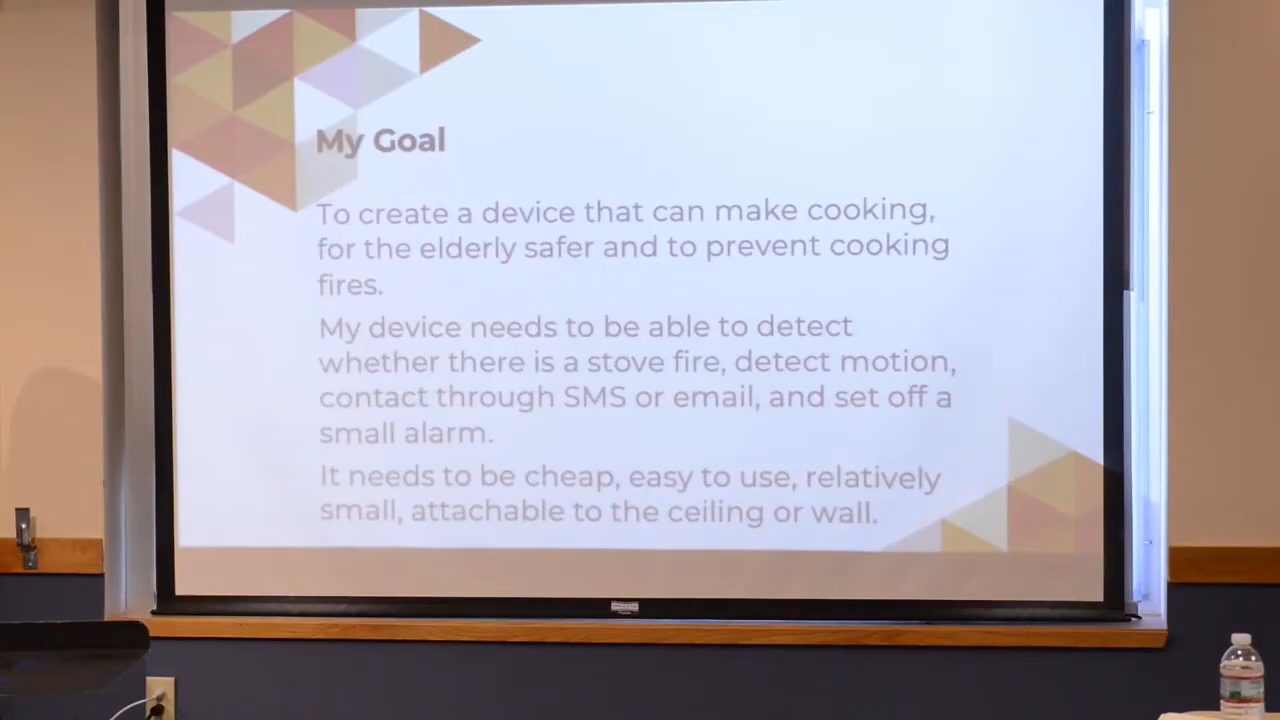 My Goal
To create a device that can make cooking,
for the elderly safer and to prevent cooking
fires.
My device needs to be able to detect
whether there is a stove fire, detect motion,
contact through SMS or email, and set off a
small alarm.
It needs to be cheap, easy to use, relatively
small, attachable to the ceiling or wall.